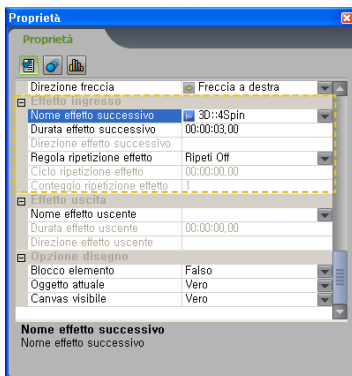 Proprietà
Proprietà
Direzione freccia Freccia a destra
Effetto ingresso
Nome effetto successivo 3D::4Spin
Durata effetto successivo 00:00:03,00
Direzione effetto successivo
Regola ripetizione effetto Ripeti Off
Ciclo ripetizione effetto 00:00:00,00
Conteggio ripetizione effetto 1
Effetto uscita
Nome effetto uscente
Durata effetto uscente 00:00:00,00
Direzione effetto uscente
Opzione disegno
Blocco elemento Falso
Oggetto attuale Vero
Canvas visibile Vero
Nome effetto successivo
Nome effetto successivo